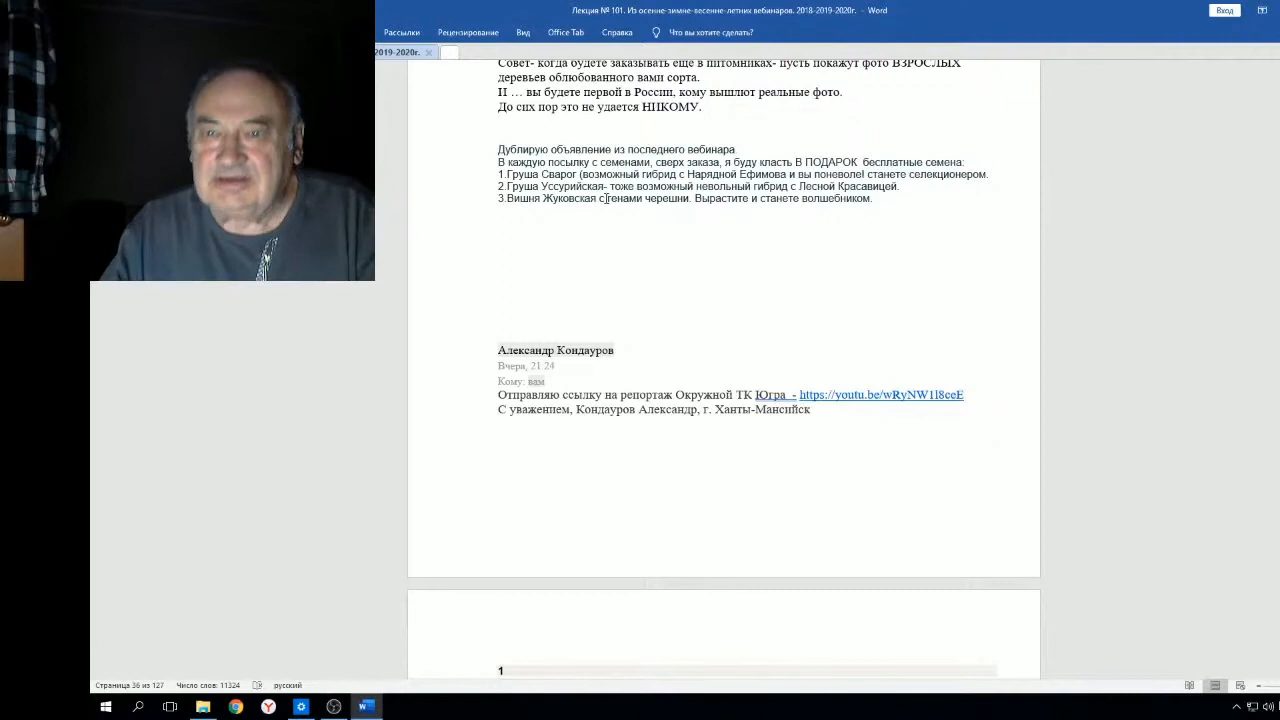 Лекция № 101. Из осенне-зимне-весенне-летних вебинаров. 2018-2019-2020г. - Word
Вход
Рассылки Рецензирование Вид Office Tab Справка Что вы хотите сделать?
2019-2020г.
Совет- когда будете заказывать еще в питомниках- пусть покажут фото ВЗРОСЛЫХ
деревьев облюбованного вами сорта.
И … вы будете первой в России, кому вышлют реальные фото.
До сих пор это не удается НИКОМУ.
Дублирую объявление из последнего вебинара.
В каждую посылку с семенами, сверх заказа, я буду класть В ПОДАРОК бесплатные семена:
1.Груша Сварог (возможный гибрид с Нарядной Ефимова и вы поневоле! станете селекционером.
2.Груша Уссурийская- тоже возможный невольный гибрид с Лесной Красавицей.
3.Вишня Жуковская с генами черешни. Вырастите и станете волшебником.
Александр Кондауров
Вчера, 21:24
Кому: вам
Отправляю ссылку на репортаж Окружной ТК Югра - https://youtu.be/wRyNW1l8ceE
С уважением, Кондауров Александр, г. Ханты-Мансийск
1
Страница 36 из 127 Число слов: 11324 русский